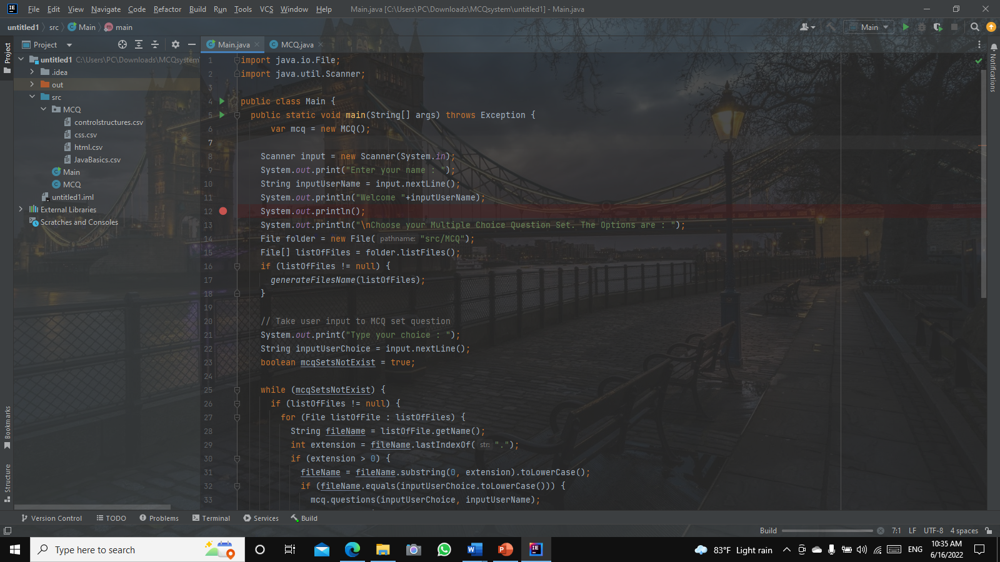 File Edit View Navigate Code Refactor Build Run Tools VCS Window Help Main.java [C:\Users\PC\Downloads\MCQsystem\untitled1] - Main.java
untitled1 src Main main Main
Project Main.java MCQ.java
Project
untitled1 C:\Users\PC\Downloads\MCQsystem
.idea
out
src
MCQ
controlstructures.csv
css.csv
html.csv
JavaBasics.csv
Main
MCQ
untitled1.iml
External Libraries
Scratches and Consoles
Bookmarks
Structure
1 import java.io.File;
2 import java.util.Scanner;
3
4 public class Main {
5 public static void main(String[] args) throws Exception {
6 var mcq = new MCQ();
7
8 Scanner input = new Scanner(System.in);
9 System.out.print("Enter your name : ");
10 String inputUserName = input.nextLine();
11 System.out.println("Welcome "+inputUserName);
12 System.out.println();
13 System.out.println("\nChoose your Multiple Choice Question Set. The Options are : ");
14 File folder = new File( pathname: "src/MCQ");
15 File[] listOfFiles = folder.listFiles();
16 if (listOfFiles != null) {
17 generateFilesName(listOfFiles);
18 }
19
20 // Take user input to MCQ set question
21 System.out.print("Type your choice : ");
22 String inputUserChoice = input.nextLine();
23 boolean mcqSetsNotExist = true;
24
25 while (mcqSetsNotExist) {
26 if (listOfFiles != null) {
27 for (File listOfFile : listOfFiles) {
28 String fileName = listOfFile.getName();
29 int extension = fileName.lastIndexOf( str: ".");
30 if (extension > 0) {
31 fileName = fileName.substring(0, extension).toLowerCase();
32 if (fileName.equals(inputUserChoice.toLowerCase())) {
33 mcq.questions(inputUserChoice, inputUserName);
Notifications
Version Control TODO Problems Terminal Services Build
Build 7:1 LF UTF-8 4 spaces
Type here to search
83°F Light rain ENG
10:35 AM
6/16/2022